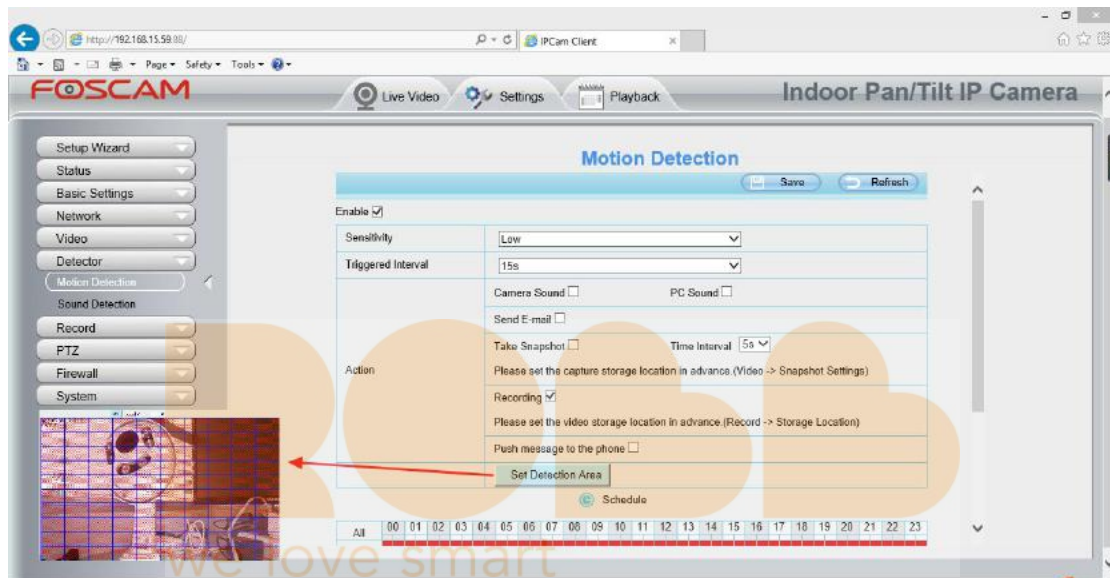 http://192.168.15.59:88/
IPCam Client
Page Safety Tools
FOSCAM
Live Video Settings Playback
Indoor Pan/Tilt IP Camera
Setup Wizard
Status
Basic Settings
Network
Video
Detector
Motion Detection
Sound Detection
Record
PTZ
Firewall
System
Motion Detection
Save Refresh
Enable
Sensitivity Low
Triggered Interval 15s
Action
Camera Sound PC Sound
Send E-mail
Take Snapshot Time Interval 5s
Please set the capture storage location in advance.(Video -> Snapshot Settings)
Recording
Please set the video storage location in advance.(Record -> Storage Location)
Push message to the phone
Set Detection Area
Schedule
All 00 01 02 03 04 05 06 07 08 09 10 11 12 13 14 15 16 17 18 19 20 21 22 23
ROBB
we love smart